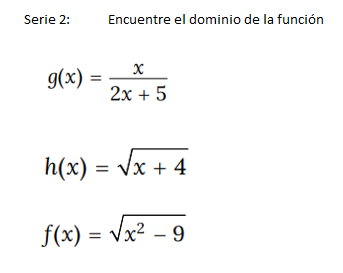 Serie 2: Encuentre el dominio de la función
g(x) = x / (2x + 5)
h(x) = √(x + 4)
f(x) = √(x² − 9)